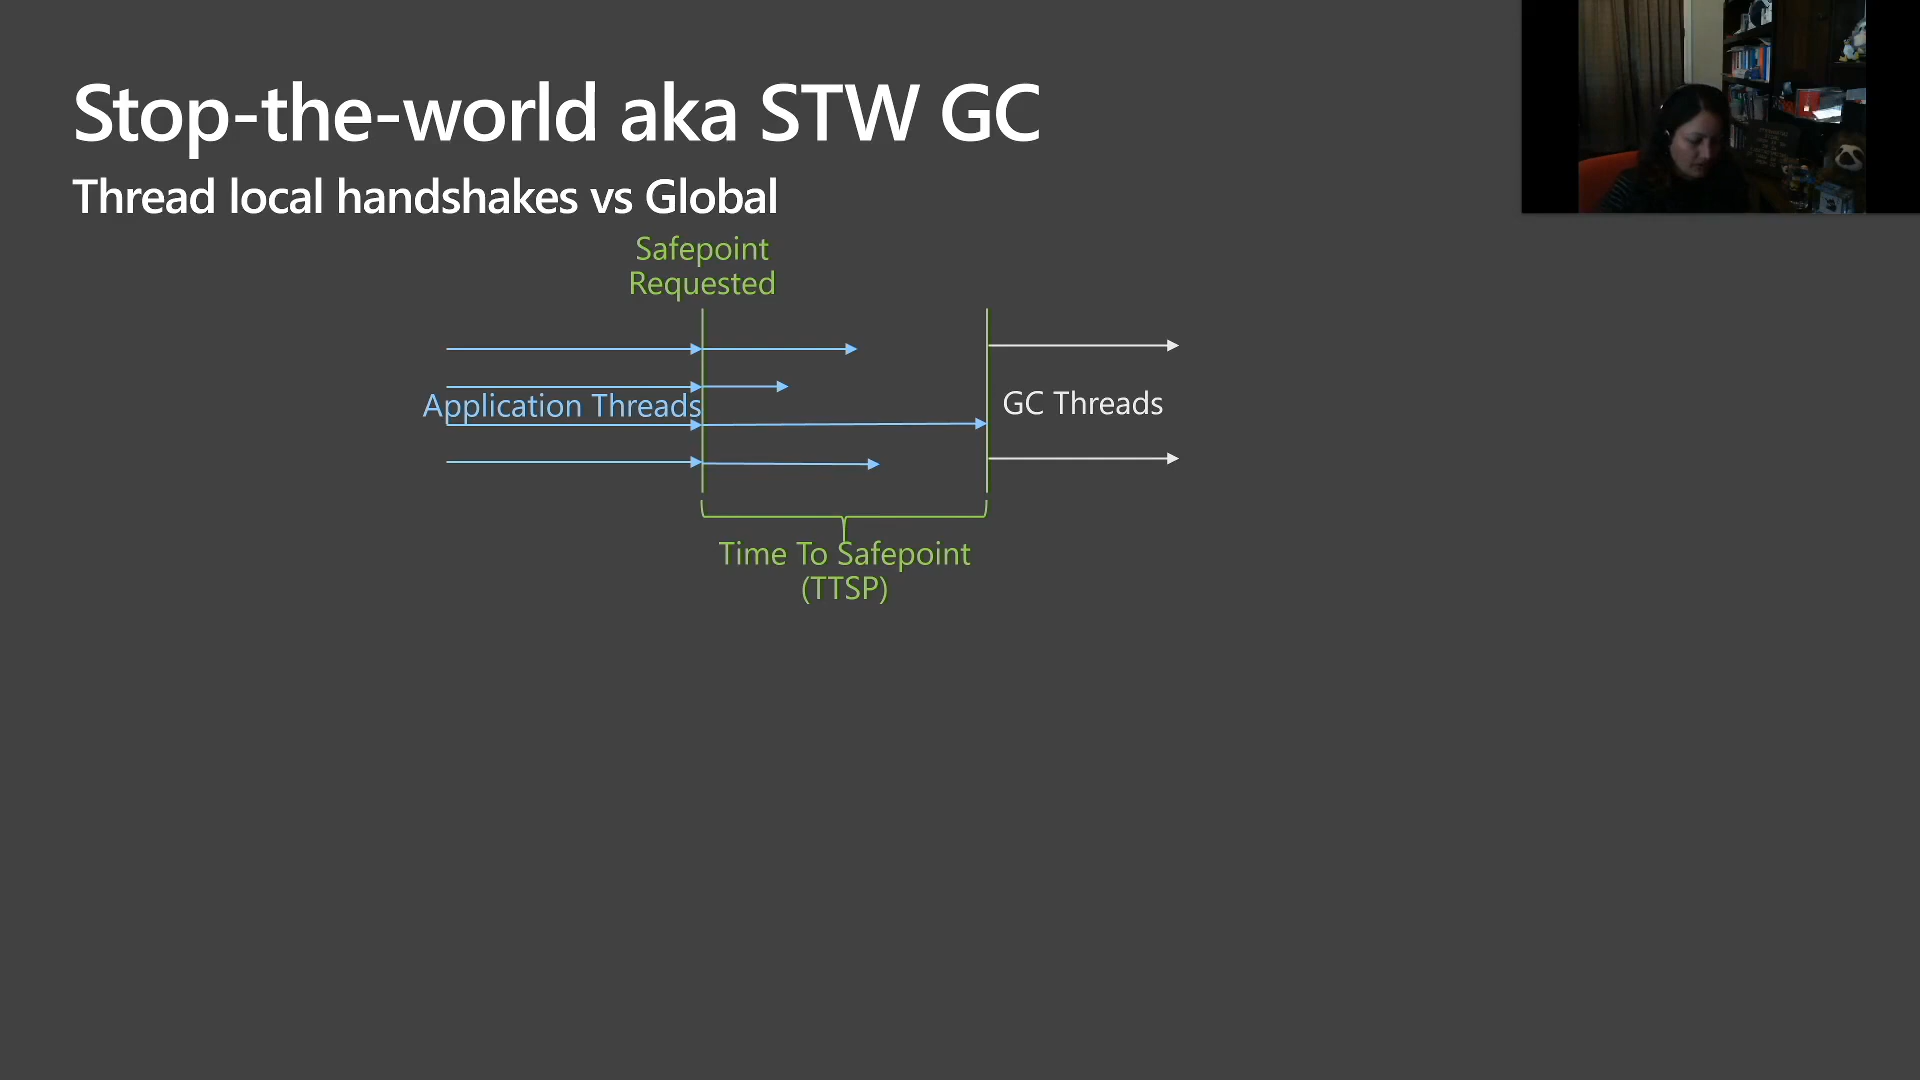 Stop-the-world aka STW GC
Thread local handshakes vs Global
Safepoint
Requested
Application Threads
GC Threads
Time To Safepoint
(TTSP)